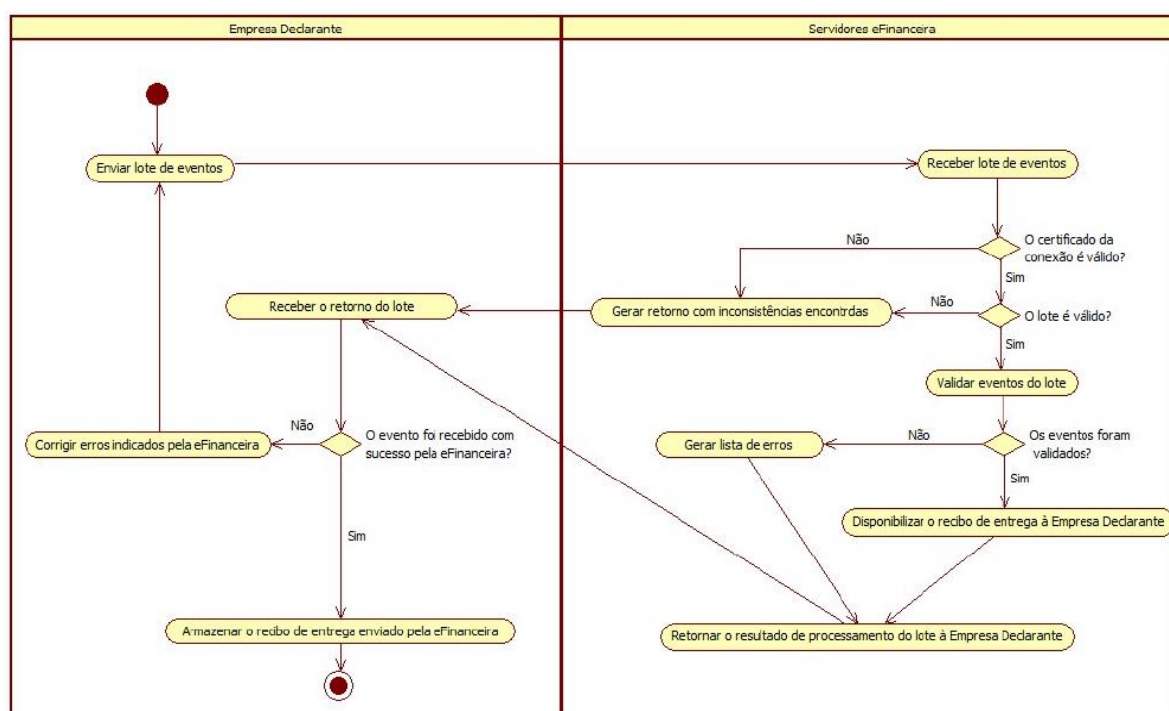 Empresa Declarante
Servidores eFinanceira
Enviar lote de eventos
Receber lote de eventos
Não
O certificado da
conexão é válido?
Sim
Receber o retorno do lote
Gerar retorno com inconsistências encontrdas
Não
O lote é válido?
Sim
Validar eventos do lote
Não
Corrigir erros indicados pela eFinanceira
O evento foi recebido com
sucesso pela eFinanceira?
Gerar lista de erros
Não
Os eventos foram
validados?
Sim
Disponibilizar o recibo de entrega à Empresa Declarante
Sim
Armazenar o recibo de entrega enviado pela eFinanceira
Retornar o resultado de processamento do lote à Empresa Declarante